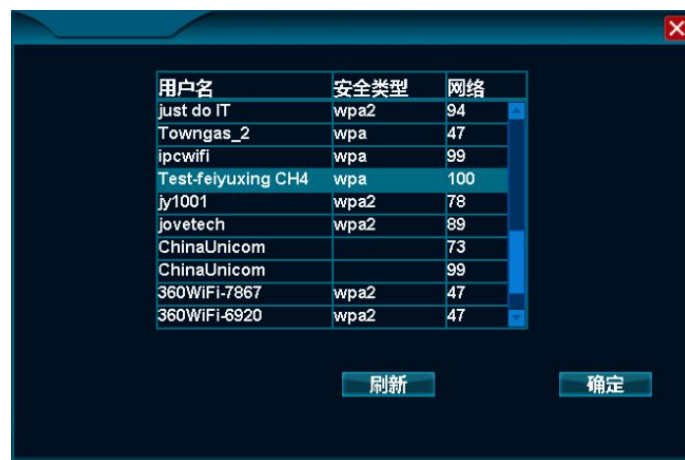 用户名 安全类型 网络
just do IT wpa2 94
Towngas_2 wpa 47
ipcwifi wpa 99
Test-feiyuxing CH4 wpa 100
jy1001 wpa2 78
jovetech wpa2 89
ChinaUnicom 73
ChinaUnicom 99
360WiFi-7867 wpa2 47
360WiFi-6920 wpa2 47
刷新 确定